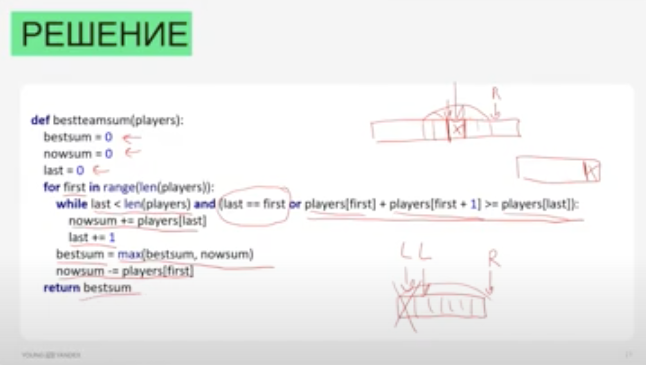 РЕШЕНИЕ
def bestteamsum(players):
bestsum = 0
nowsum = 0
last = 0
for first in range(len(players)):
while last < len(players) and (last == first or players[first] + players[first + 1] >= players[last]):
nowsum += players[last]
last += 1
bestsum = max(bestsum, nowsum)
nowsum -= players[first]
return bestsum
R
x
L L
R